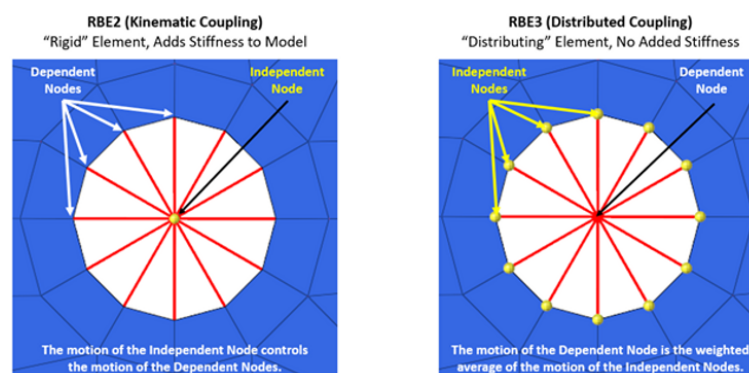 RBE2 (Kinematic Coupling)
"Rigid" Element, Adds Stiffness to Model
Dependent
Nodes
Independent
Node
The motion of the Independent Node controls
the motion of the Dependent Nodes.
RBE3 (Distributed Coupling)
"Distributing" Element, No Added Stiffness
Independent
Nodes
Dependent
Node
The motion of the Dependent Node is the weighted
average of the motion of the Independent Nodes.